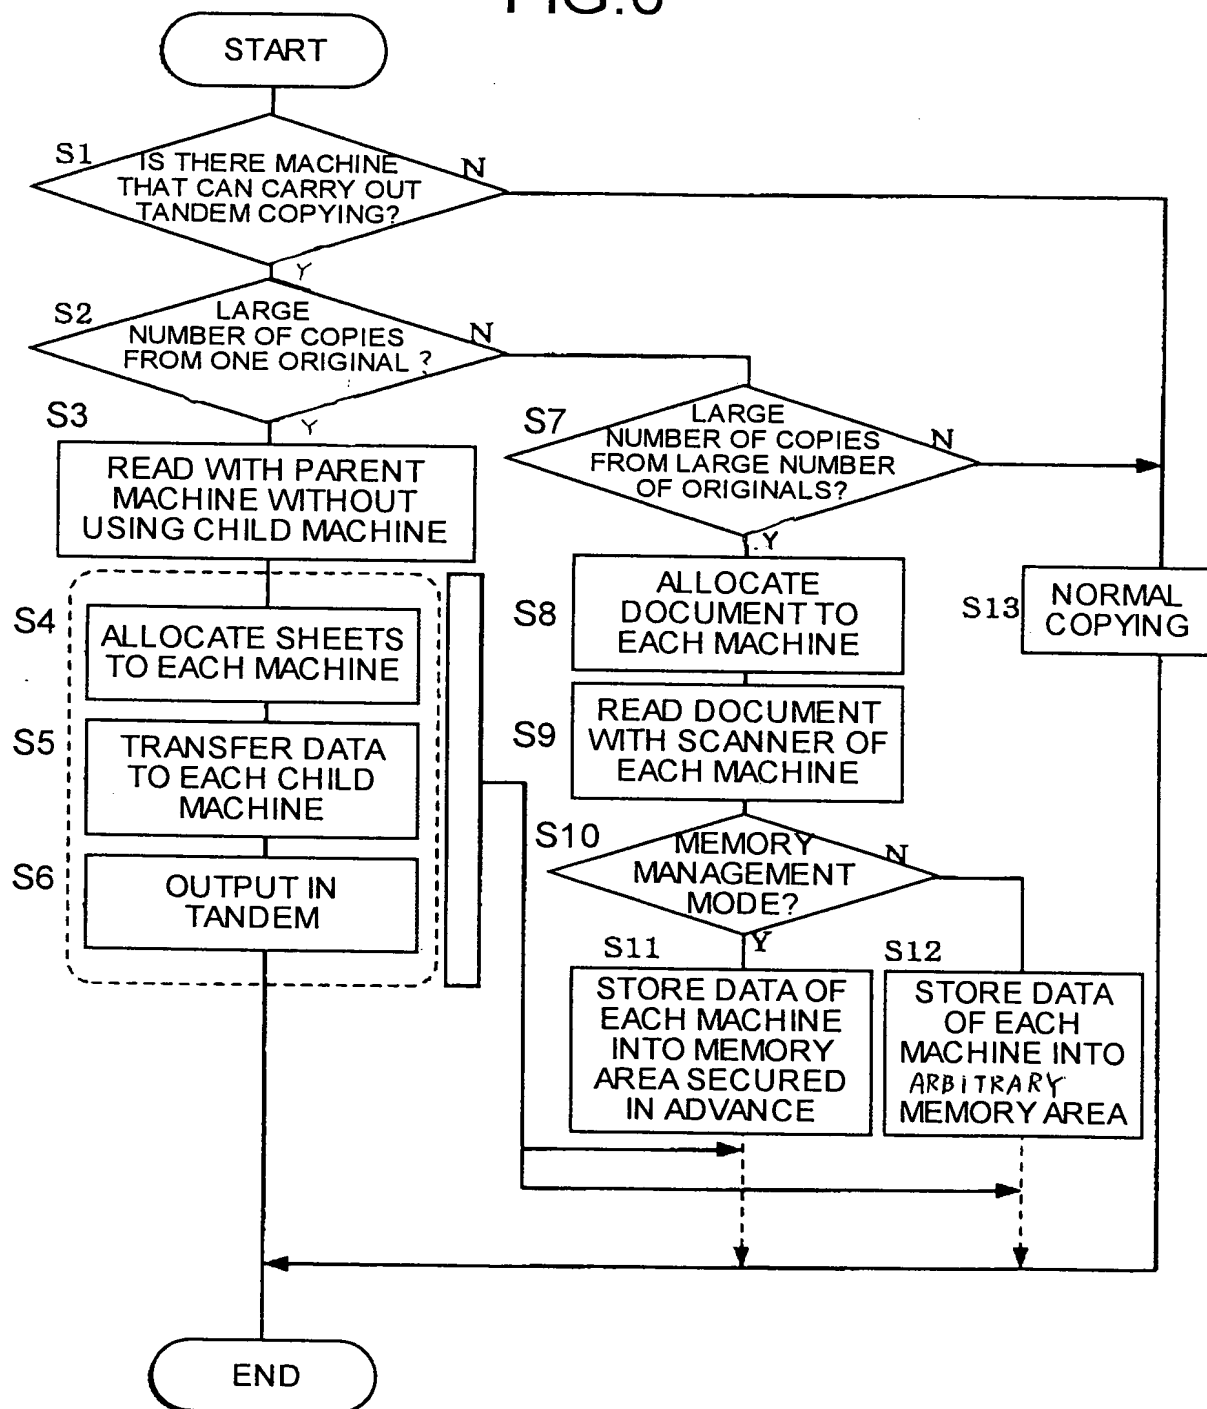 FIG.6
START
S1
IS THERE MACHINE
THAT CAN CARRY OUT
TANDEM COPYING?
N
Y
S2
LARGE
NUMBER OF COPIES
FROM ONE ORIGINAL ?
N
Y
S3
READ WITH PARENT
MACHINE WITHOUT
USING CHILD MACHINE
S4
ALLOCATE SHEETS
TO EACH MACHINE
S5
TRANSFER DATA
TO EACH CHILD
MACHINE
S6
OUTPUT IN
TANDEM
S7
LARGE
NUMBER OF COPIES
FROM LARGE NUMBER
OF ORIGINALS?
N
Y
S8
ALLOCATE
DOCUMENT TO
EACH MACHINE
S9
READ DOCUMENT
WITH SCANNER OF
EACH MACHINE
S10
MEMORY
MANAGEMENT
MODE?
N
Y
S11
STORE DATA OF
EACH MACHINE
INTO MEMORY
AREA SECURED
IN ADVANCE
S12
STORE DATA
OF EACH
MACHINE INTO
ARBITRARY
MEMORY AREA
S13
NORMAL
COPYING
END